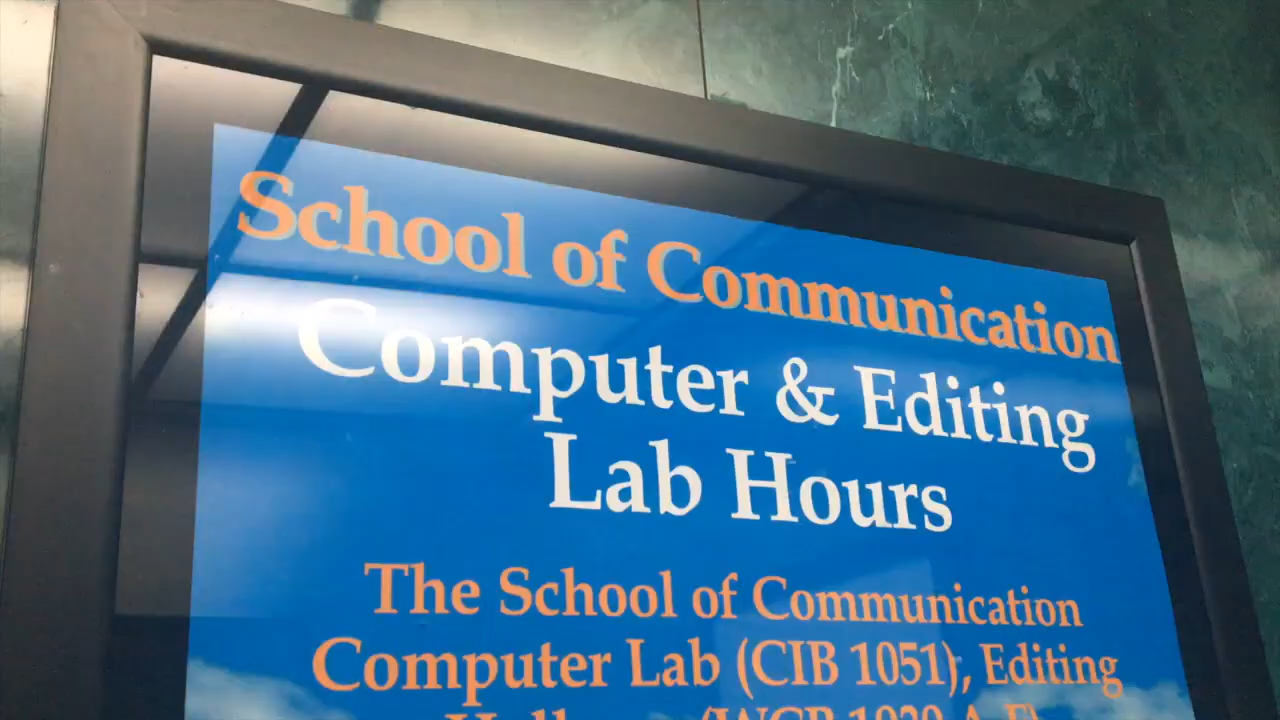 School of Communication
Computer & Editing
Lab Hours
The School of Communication
Computer Lab (CIB 1051), Editing